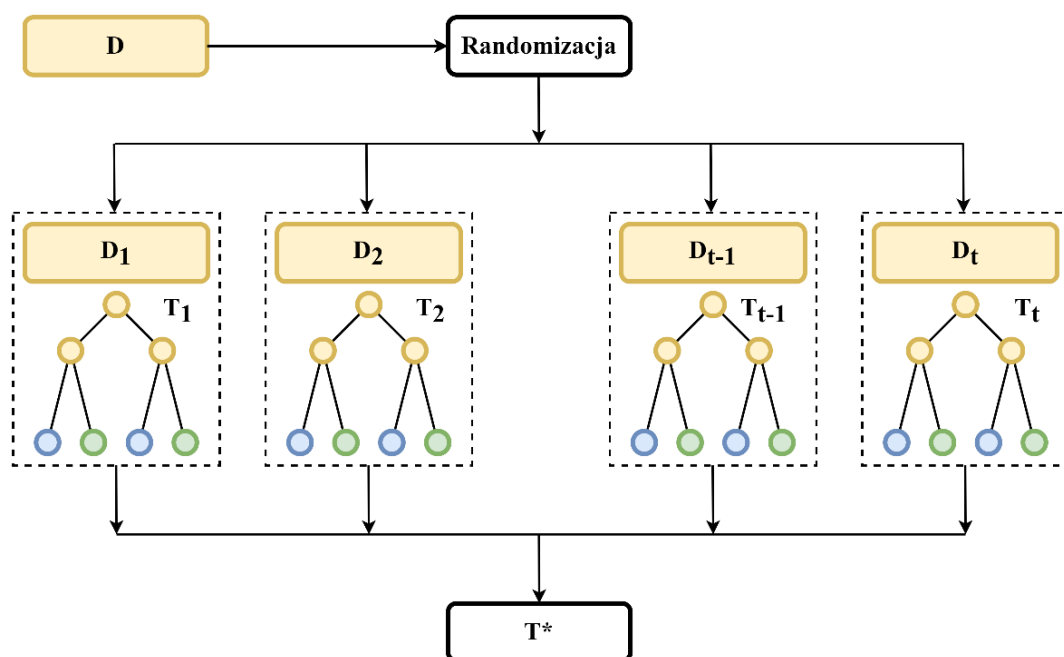 D
Randomizacja
D1
D2
Dt-1
Dt
T1
T2
Tt-1
Tt
T*